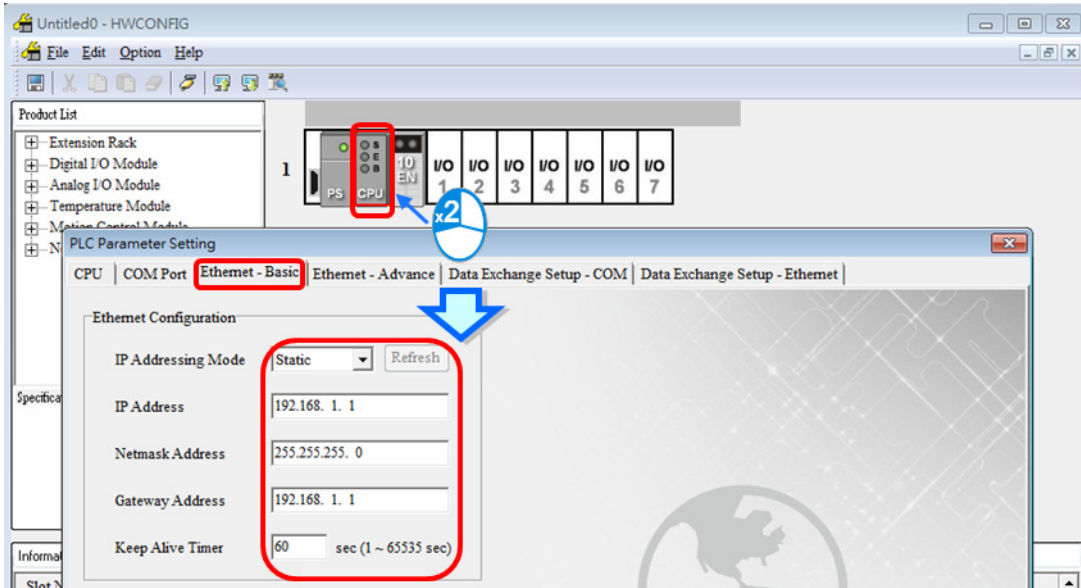 Untitled0 - HWCONFIG
File Edit Option Help
Product List
Extension Rack
Digital I/O Module
Analog I/O Module
Temperature Module
Motion Control Module
1
PS CPU
S
E
B
10
EN
I/O I/O I/O I/O I/O I/O I/O
1 2 3 4 5 6 7
x2
PLC Parameter Setting
CPU COM Port Ethernet - Basic Ethernet - Advance Data Exchange Setup - COM Data Exchange Setup - Ethernet
Ethernet Configuration
IP Addressing Mode Static Refresh
IP Address 192.168. 1. 1
Netmask Address 255.255.255. 0
Gateway Address 192.168. 1. 1
Keep Alive Timer 60 sec (1 ~ 65535 sec)